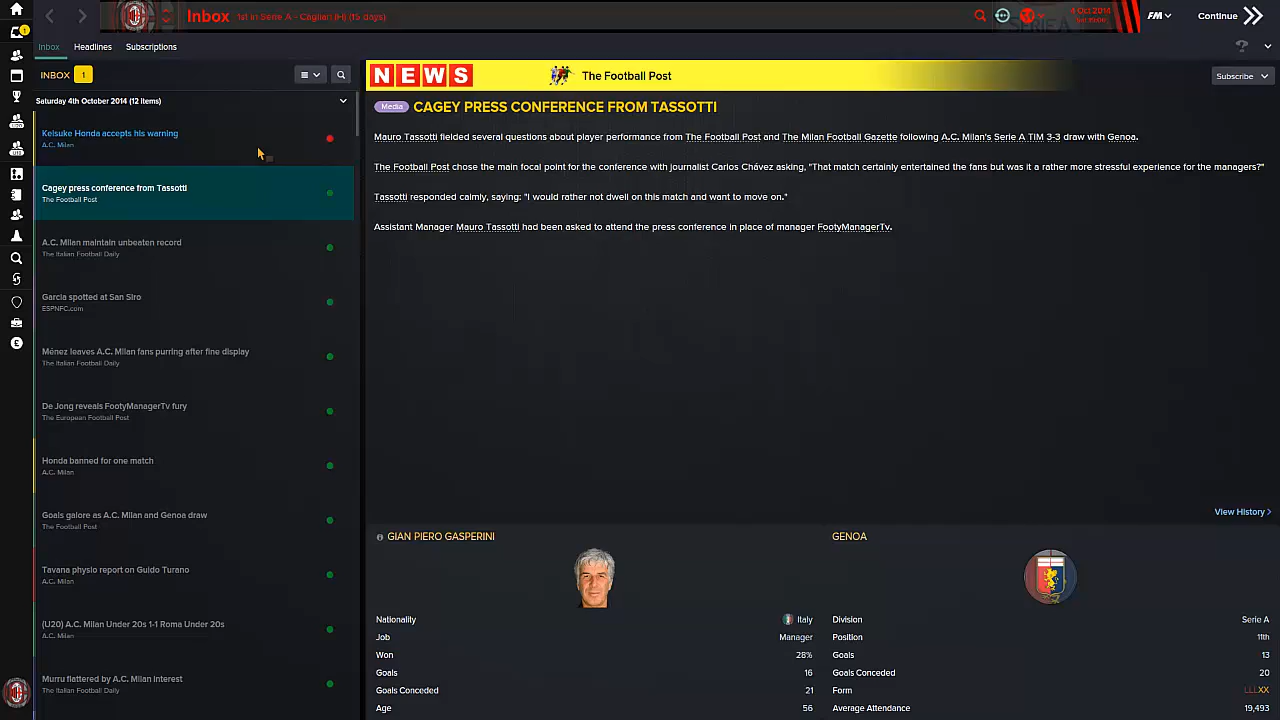 Inbox
1st in Serie A - Cagliari (H) (15 days)
4 Oct 2014
FM
Continue
Inbox
Headlines
Subscriptions
INBOX 1
Saturday 4th October 2014 (12 items)
Keisuke Honda accepts his warning
A.C. Milan
Cagey press conference from Tassotti
The Football Post
A.C. Milan maintain unbeaten record
The Italian Football Daily
Garcia spotted at San Siro
ESPNFC.com
Ménez leaves A.C. Milan fans purring after fine display
The Italian Football Daily
De Jong reveals FootyManagerTv fury
The European Football Post
Honda banned for one match
A.C. Milan
Goals galore as A.C. Milan and Genoa draw
The Football Post
Tavana physio report on Guido Turano
A.C. Milan
(U20) A.C. Milan Under 20s 1-1 Roma Under 20s
A.C. Milan
Murru flattered by A.C. Milan interest
The Italian Football Daily
NEWS
The Football Post
Subscribe
Media CAGEY PRESS CONFERENCE FROM TASSOTTI
Mauro Tassotti fielded several questions about player performance from The Football Post and The Milan Football Gazette following A.C. Milan's Serie A TIM 3-3 draw with Genoa.
The Football Post chose the main focal point for the conference with journalist Carlos Chávez asking, "That match certainly entertained the fans but was it a rather more stressful experience for the managers?"
Tassotti responded calmly, saying: "I would rather not dwell on this match and want to move on."
Assistant Manager Mauro Tassotti had been asked to attend the press conference in place of manager FootyManagerTv.
View History
GIAN PIERO GASPERINI
Nationality Italy
Job Manager
Won 28%
Goals 16
Goals Conceded 21
Age 56
GENOA
Division Serie A
Position 11th
Goals 13
Goals Conceded 20
Form LLLXX
Average Attendance 19,493